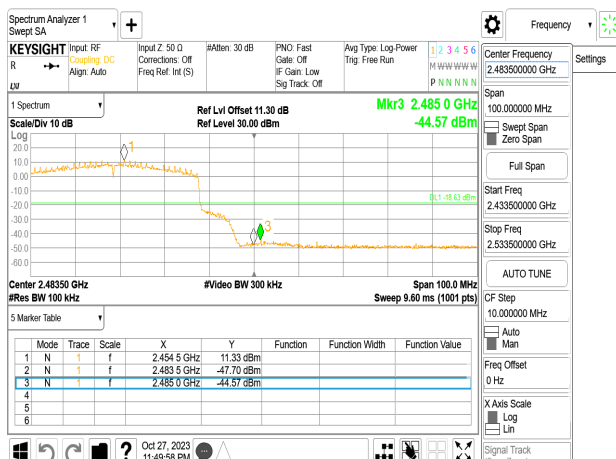 Spectrum Analyzer 1
Swept SA
+
Frequency
KEYSIGHT
R
LXI
Input: RF
Coupling: DC
Align: Auto
Input Z: 50 Ω
Corrections: Off
Freq Ref: Int (S)
#Atten: 30 dB
PNO: Fast
Gate: Off
IF Gain: Low
Sig Track: Off
Avg Type: Log-Power
Trig: Free Run
1 2 3 4 5 6
M W W W W W
P N N N N N
1 Spectrum
Scale/Div 10 dB
Ref Lvl Offset 11.30 dB
Ref Level 30.00 dBm
Mkr3 2.485 0 GHz
-44.57 dBm
Log
20.0
10.0
0.00
-10.0
-20.0
-30.0
-40.0
-50.0
-60.0
1
3
DL1 -18.63 dBm
Center 2.48350 GHz
#Res BW 100 kHz
#Video BW 300 kHz
Span 100.0 MHz
Sweep 9.60 ms (1001 pts)
5 Marker Table
Mode Trace Scale X Y Function Function Width Function Value
1 N 1 f 2.454 5 GHz 11.33 dBm
2 N 1 f 2.483 5 GHz -47.70 dBm
3 N 1 f 2.485 0 GHz -44.57 dBm
4
5
6
?
Oct 27, 2023
11:49:58 PM
Center Frequency
2.483500000 GHz
Settings
Span
100.000000 MHz
Swept Span
Zero Span
Full Span
Start Freq
2.433500000 GHz
Stop Freq
2.533500000 GHz
AUTO TUNE
CF Step
10.000000 MHz
Auto
Man
Freq Offset
0 Hz
X Axis Scale
Log
Lin
Signal Track